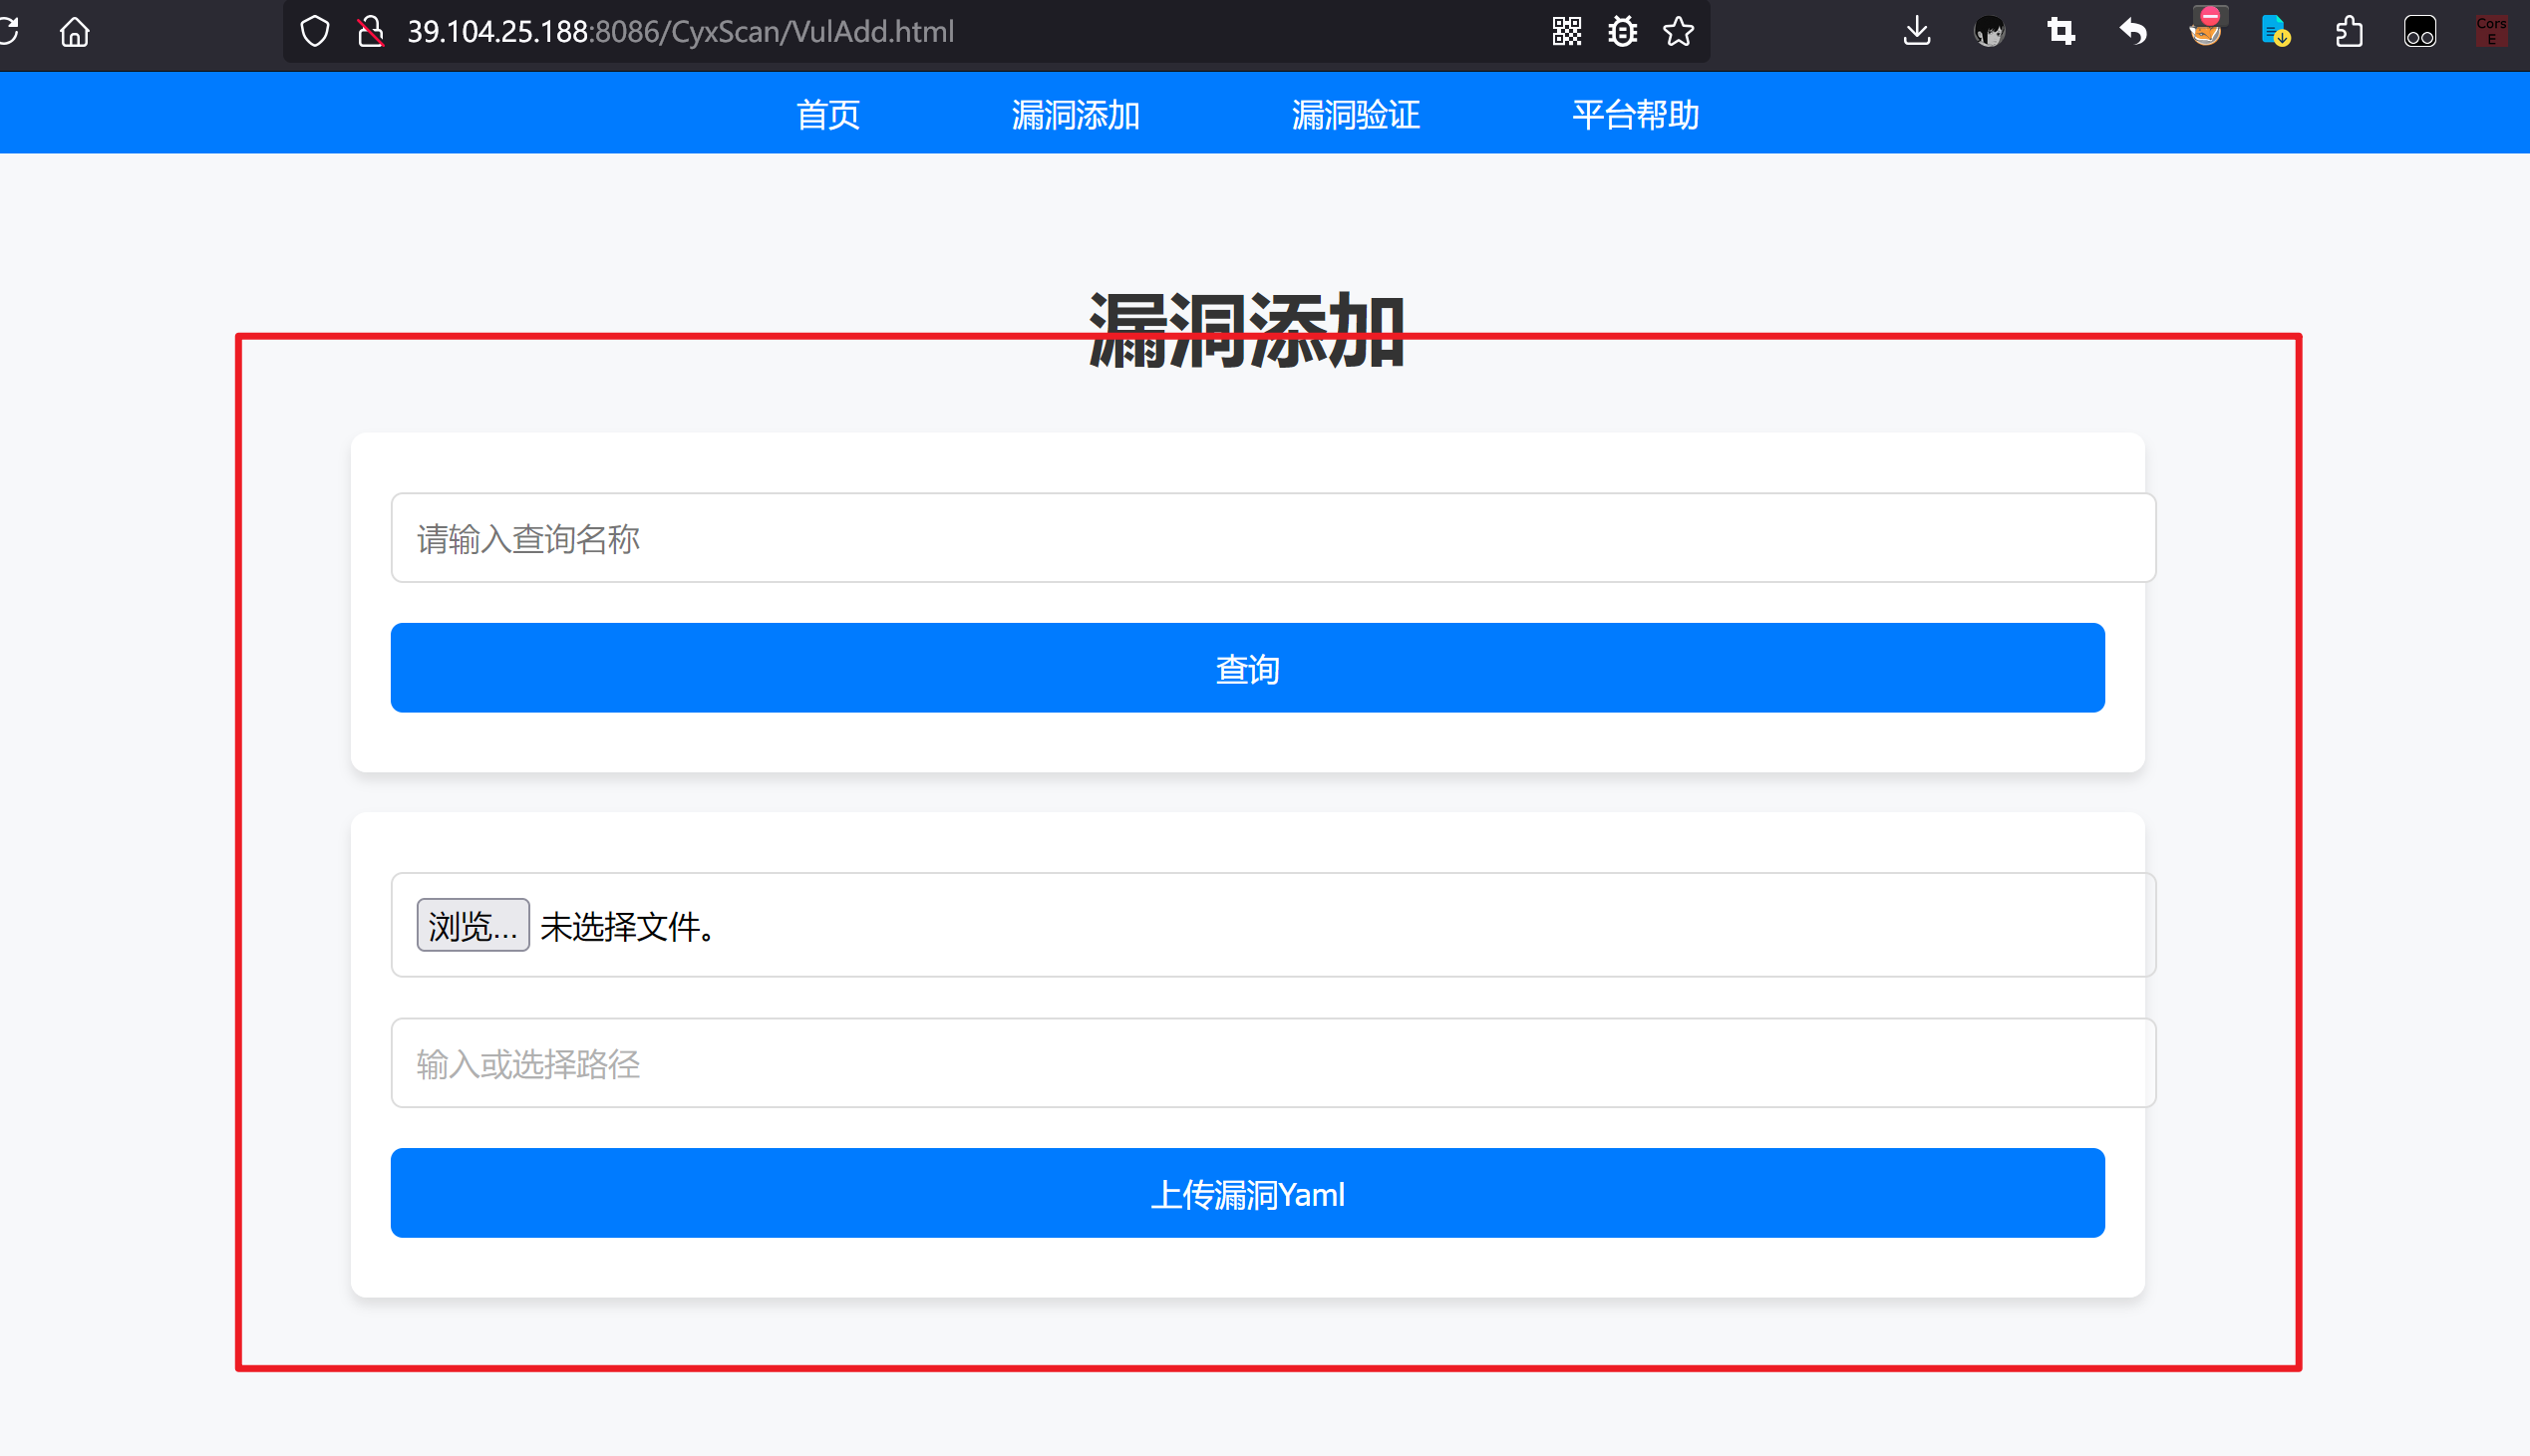 39.104.25.188:8086/CyxScan/VulAdd.html
Cors
E
首页 漏洞添加 漏洞验证 平台帮助
漏洞添加
请输入查询名称
查询
浏览... 未选择文件。
输入或选择路径
上传漏洞Yaml